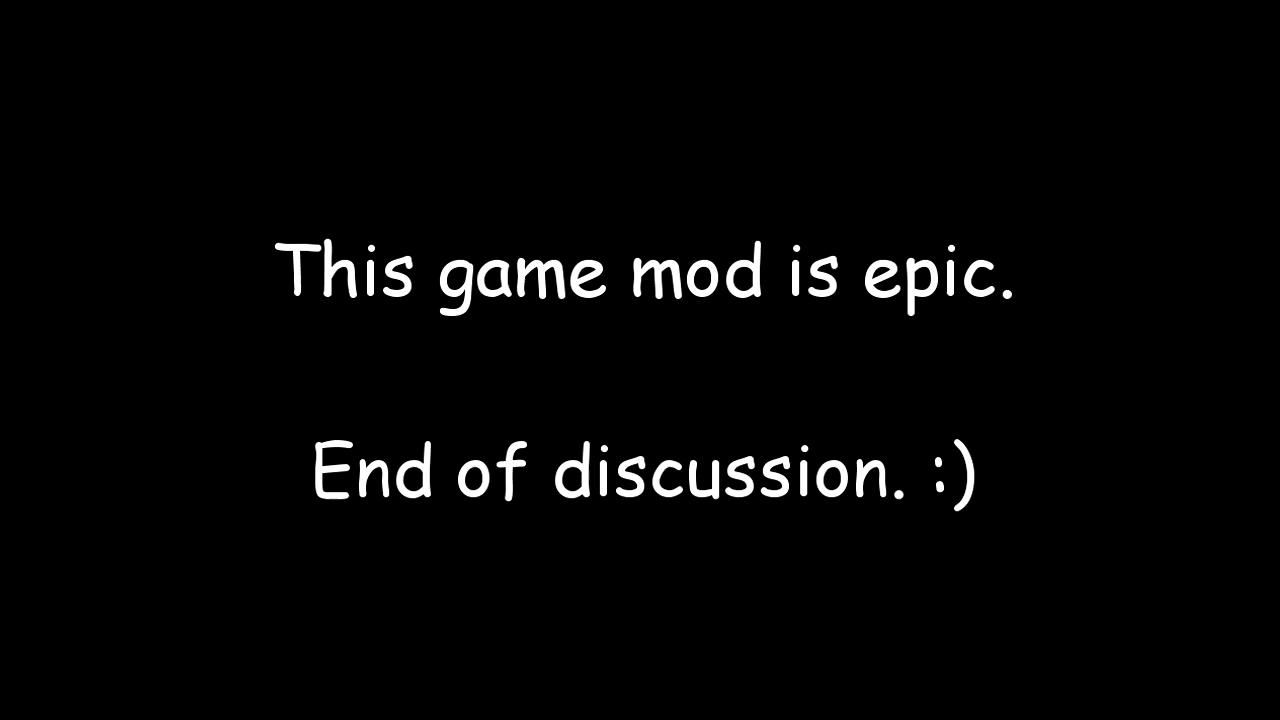 This game mod is epic.
End of discussion. :)